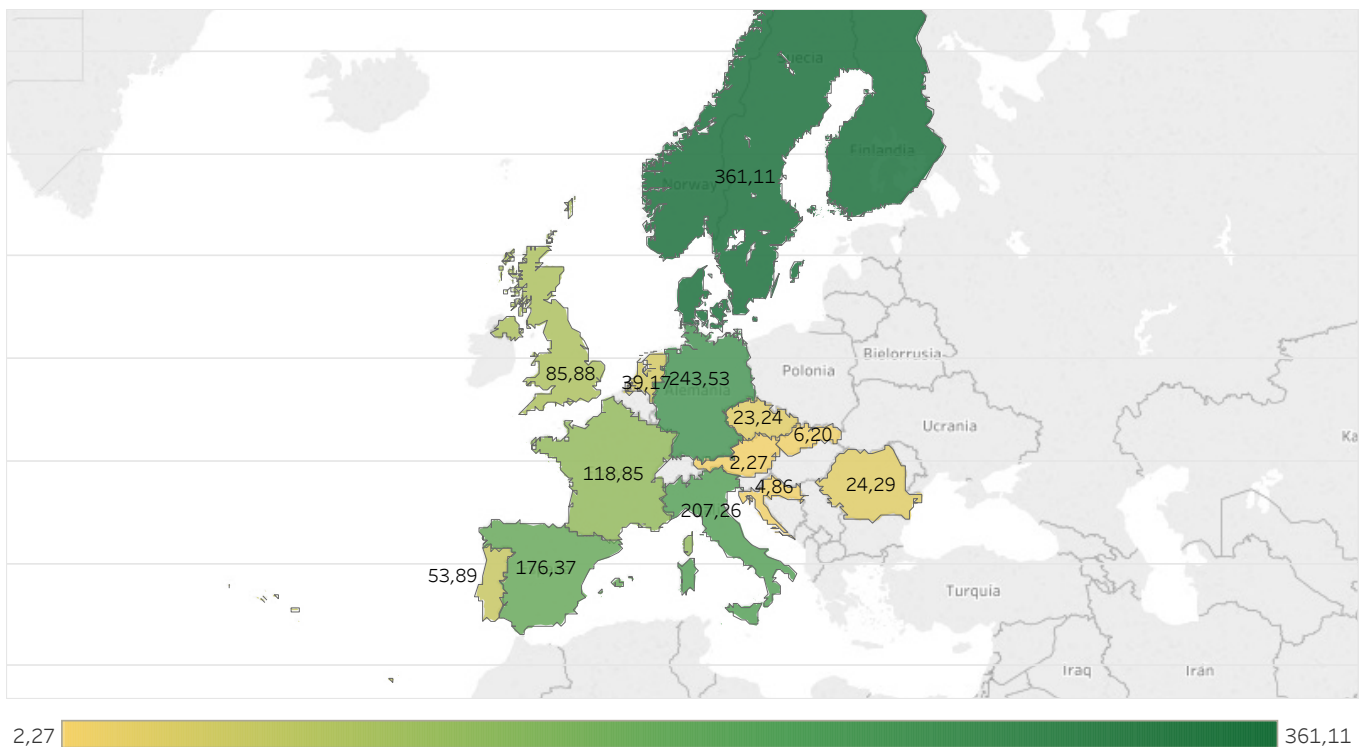 Suecia
Finlandia
Norway
361,11
85,88
39,17
243,53
Alemania
Polonia
Bielorrusia
23,24
6,20
Ucrania
Ka
118,85
2,27
4,86
24,29
207,26
53,89
176,37
Turquía
Iraq
Irán
2,27
361,11